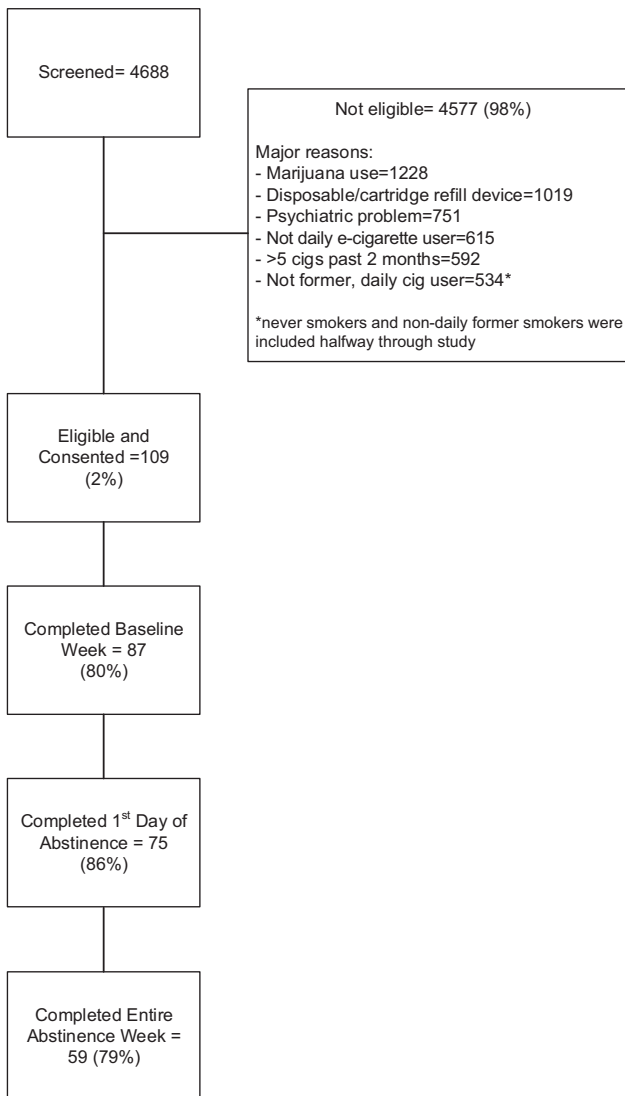 Screened= 4688
Not eligible= 4577 (98%)
Major reasons:
- Marijuana use=1228
- Disposable/cartridge refill device=1019
- Psychiatric problem=751
- Not daily e-cigarette user=615
- >5 cigs past 2 months=592
- Not former, daily cig user=534*
*never smokers and non-daily former smokers were
included halfway through study
Eligible and
Consented =109
(2%)
Completed Baseline
Week = 87
(80%)
Completed 1st Day of
Abstinence = 75
(86%)
Completed Entire
Abstinence Week =
59 (79%)